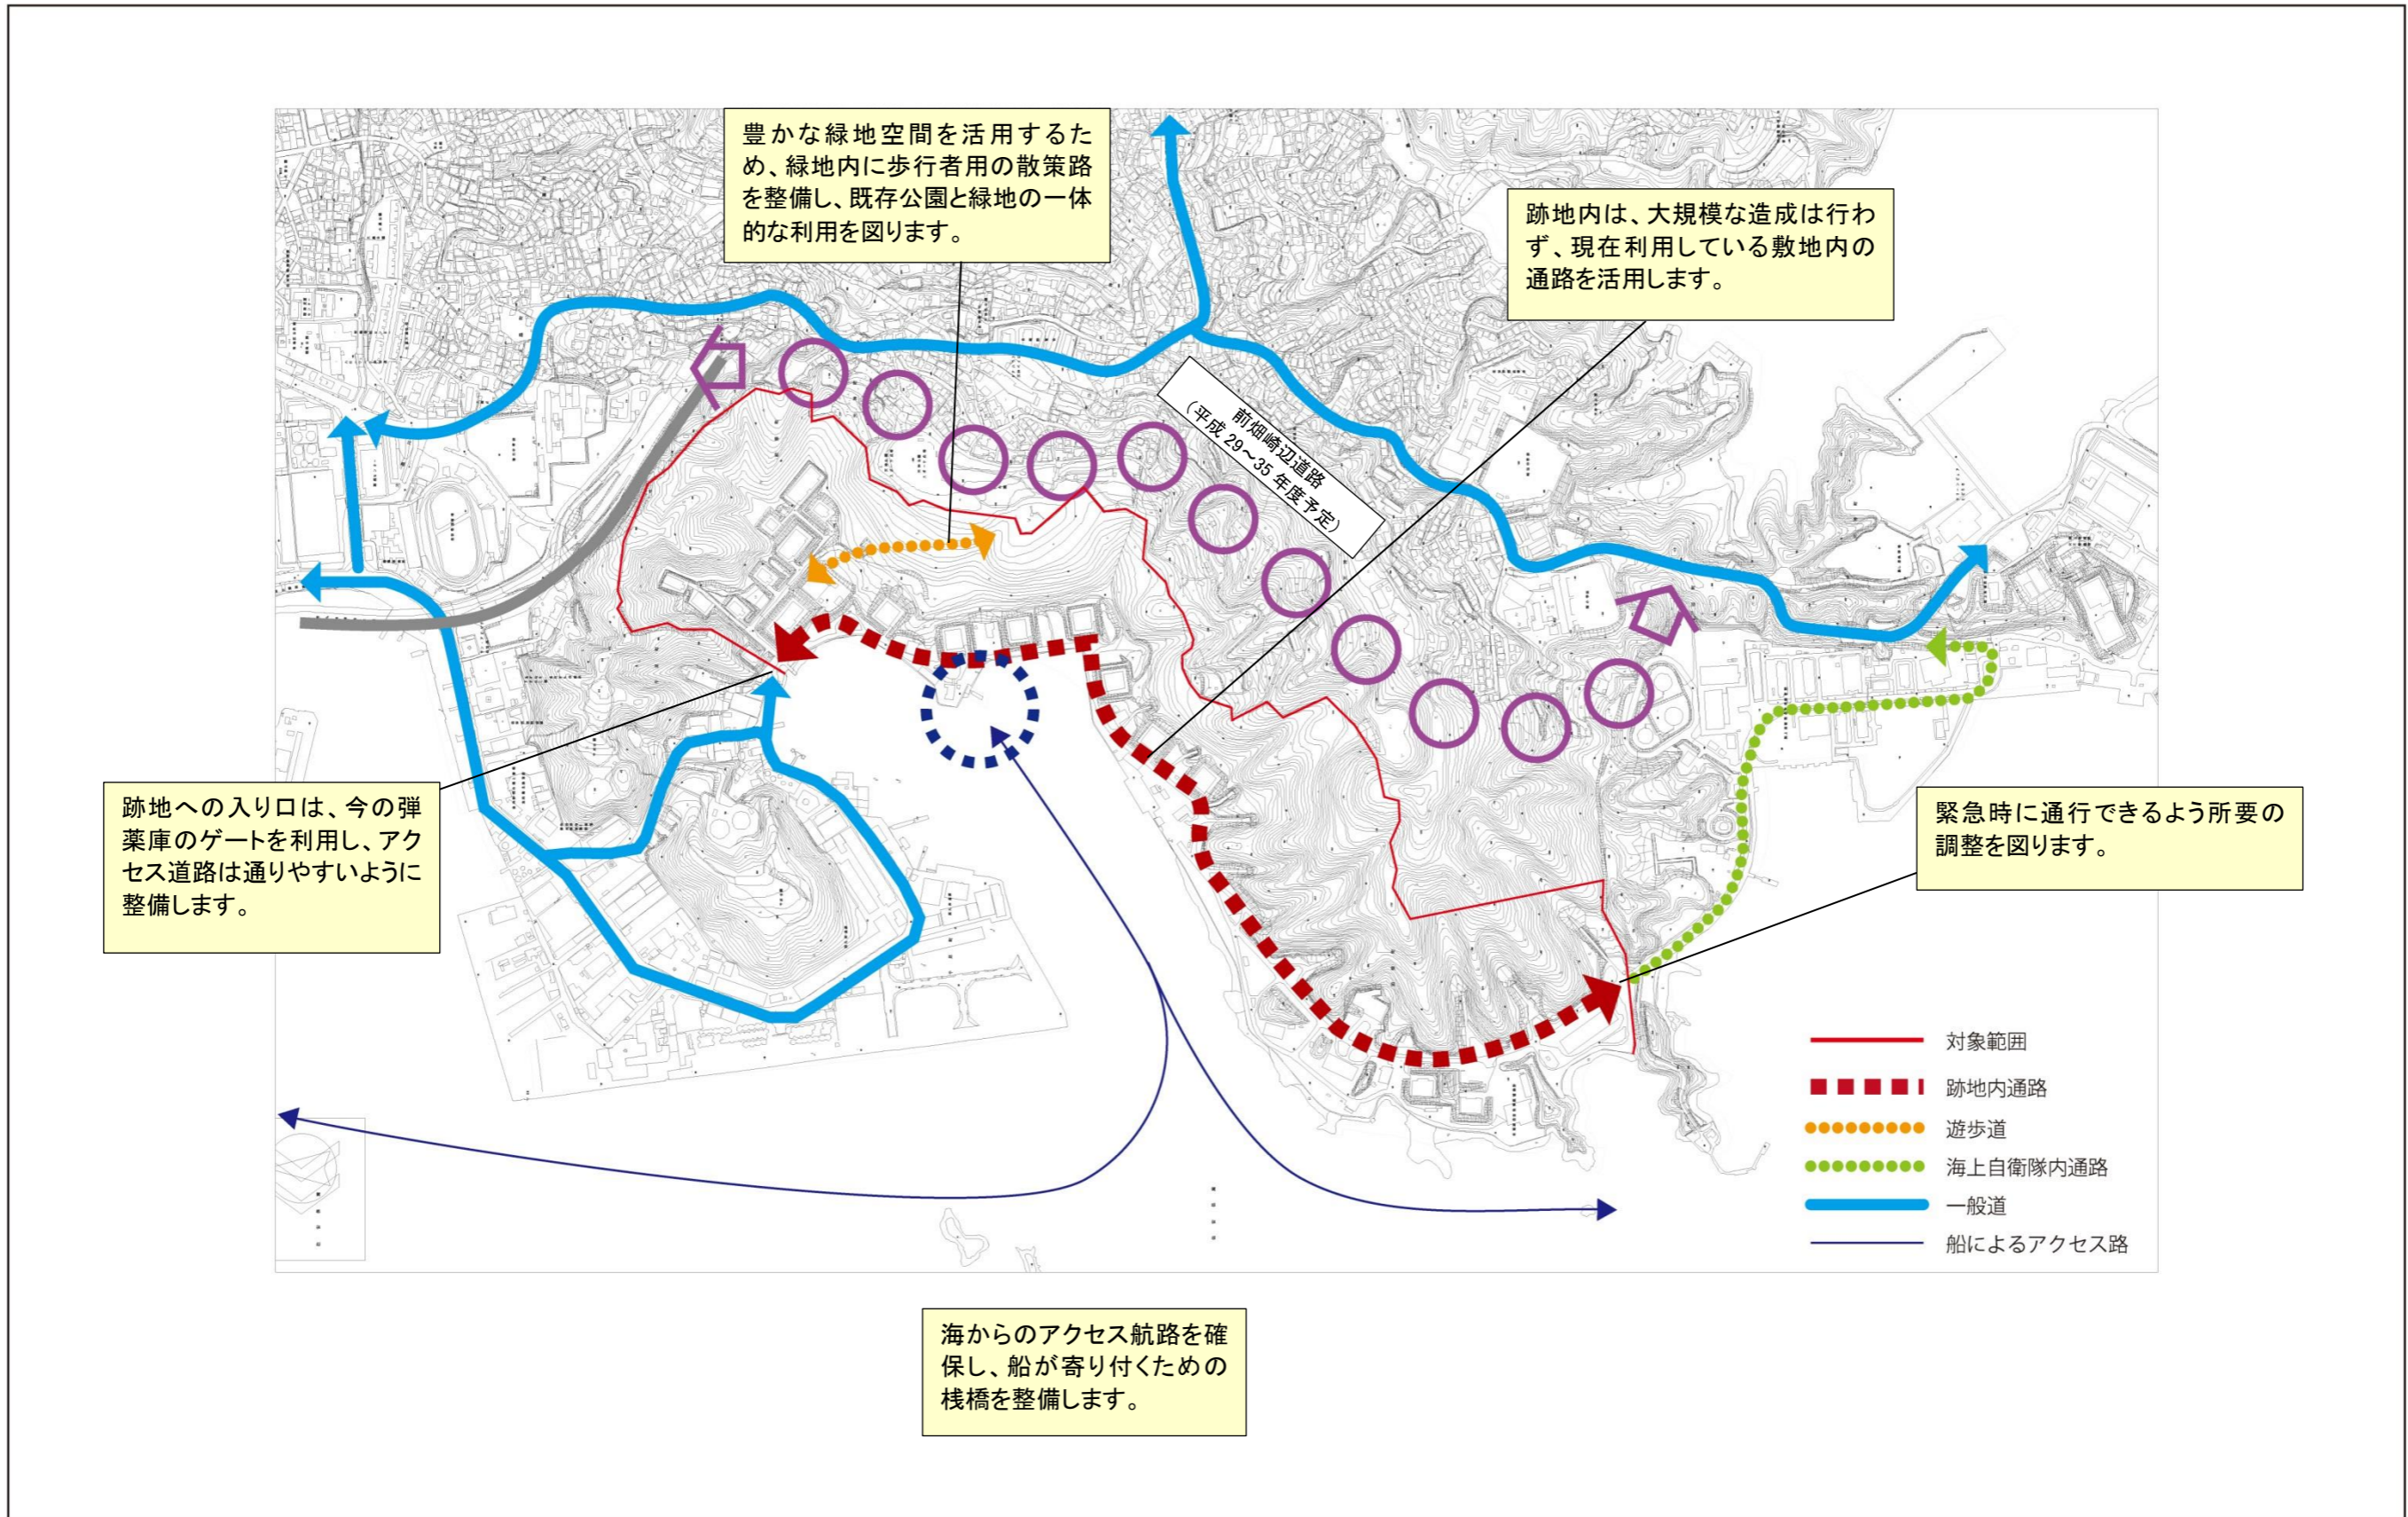 豊かな緑地空間を活用するた
め、緑地内に歩行者用の散策路
を整備し、既存公園と緑地の一体
的な利用を図ります。
跡地内は、大規模な造成は行わ
ず、現在利用している敷地内の
通路を活用します。
前畑崎辺道路
（平成 29～35 年度予定）
跡地への入り口は、今の弾
薬庫のゲートを利用し、アク
セス道路は通りやすいように
整備します。
緊急時に通行できるよう所要の
調整を図ります。
対象範囲
跡地内通路
遊歩道
海上自衛隊内通路
一般道
船によるアクセス路
海からのアクセス航路を確
保し、船が寄り付くための
桟橋を整備します。